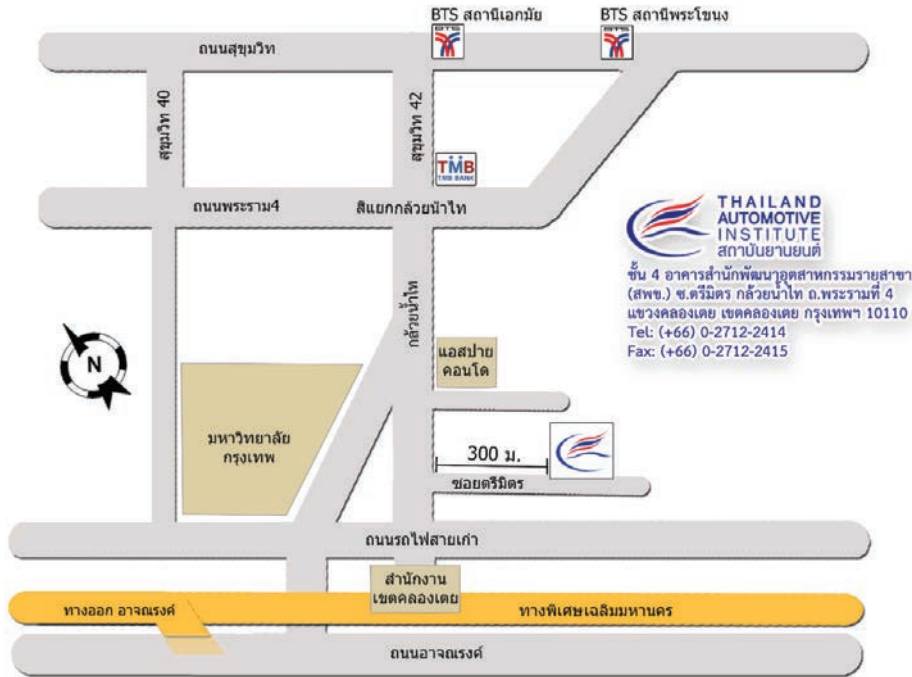 BTS สถานีเอกมัย
BTS สถานีพระโขนง
BTS
BTS
ถนนสุขุมวิท
สุขุมวิท 40
สุขุมวิท 42
TMB
TMB BANK
ถนนพระราม4
สี่แยกกล้วยน้ำไท
THAILAND
AUTOMOTIVE
INSTITUTE
สถาบันยานยนต์
ชั้น 4 อาคารสำนักพัฒนาอุตสาหกรรมรายสาขา
(สพข.) ซ.ตรีมิตร กล้วยน้ำไท ถ.พระรามที่ 4
แขวงคลองเตย เขตคลองเตย กรุงเทพฯ 10110
Tel: (+66) 0-2712-2414
Fax: (+66) 0-2712-2415
กล้วยน้ำไท
N
แอสปาย
คอนโด
มหาวิทยาลัย
กรุงเทพ
300 ม.
ซอยตรีมิตร
ถนนรถไฟสายเก่า
สำนักงาน
เขตคลองเตย
ทางออก อาจณรงค์
ทางพิเศษเฉลิมมหานคร
ถนนอาจณรงค์